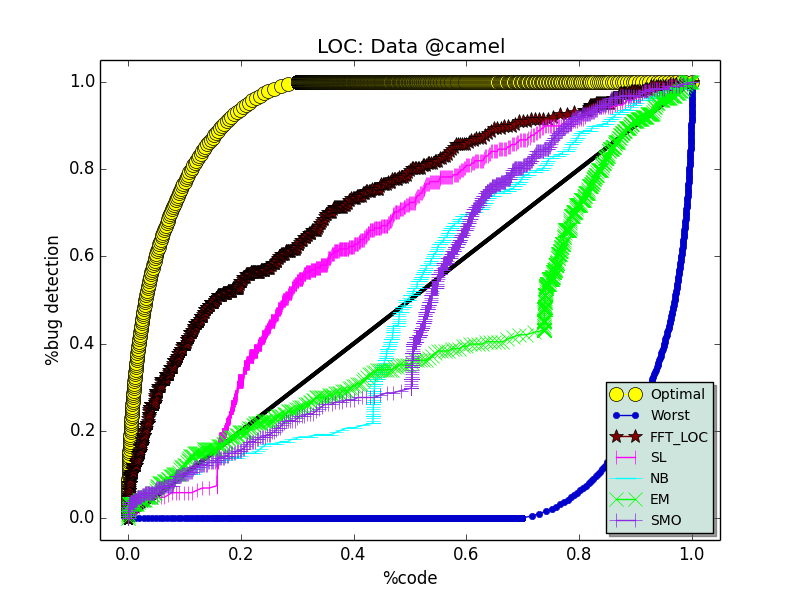 LOC: Data @camel
1.0
0.8
0.6
0.4
0.2
0.0
%bug detection
0.0 0.2 0.4 0.6 0.8 1.0
%code
Optimal
Worst
FFT_LOC
SL
NB
EM
SMO